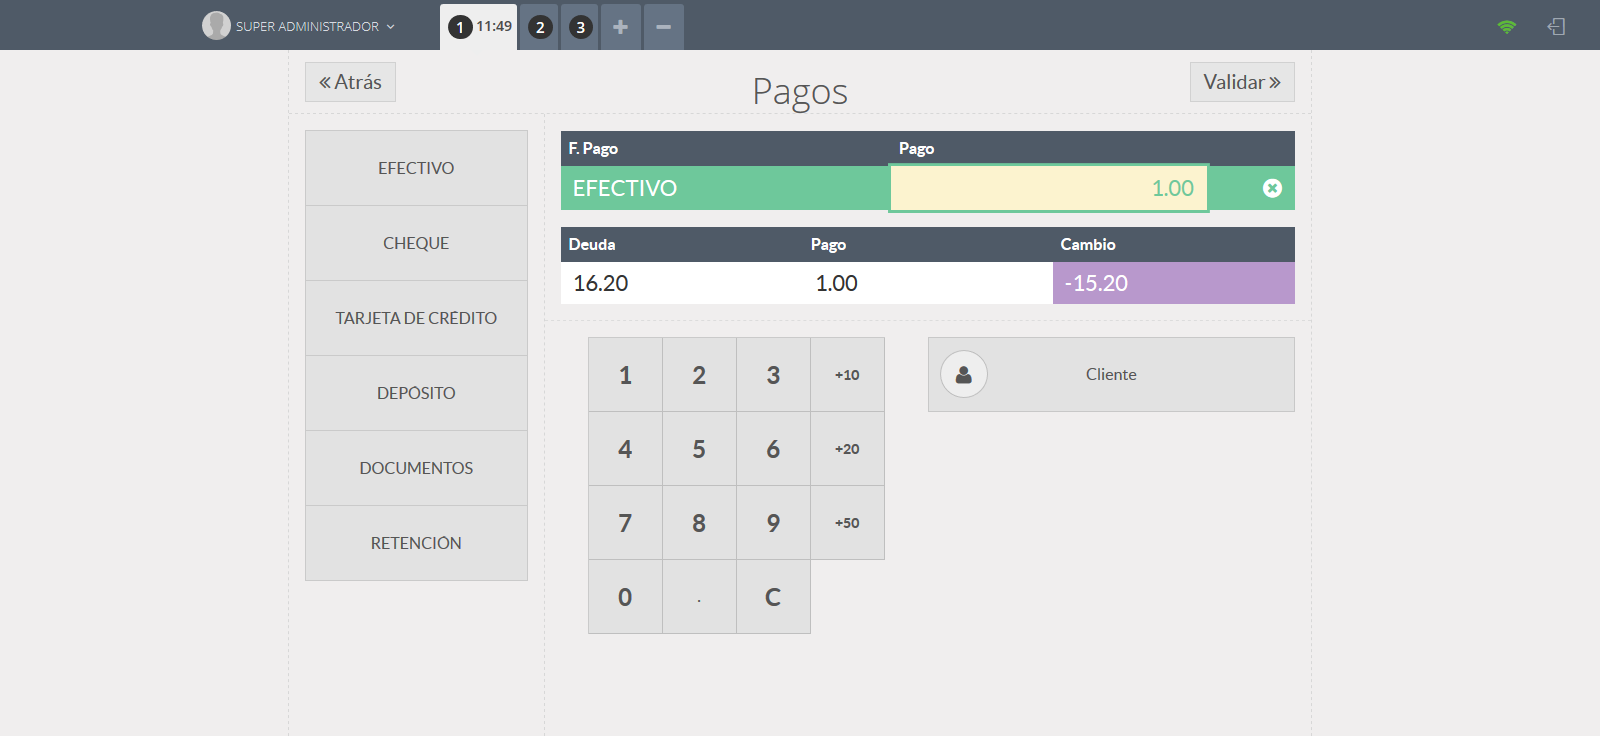 SUPER ADMINISTRADOR
1 11:49 2 3 + −
« Atrás
Pagos
Validar »
EFECTIVO
CHEQUE
TARJETA DE CRÉDITO
DEPÓSITO
DOCUMENTOS
RETENCIÓN
F. Pago Pago
EFECTIVO 1.00
Deuda Pago Cambio
16.20 1.00 -15.20
1 2 3 +10
4 5 6 +20
7 8 9 +50
0 . C
Cliente